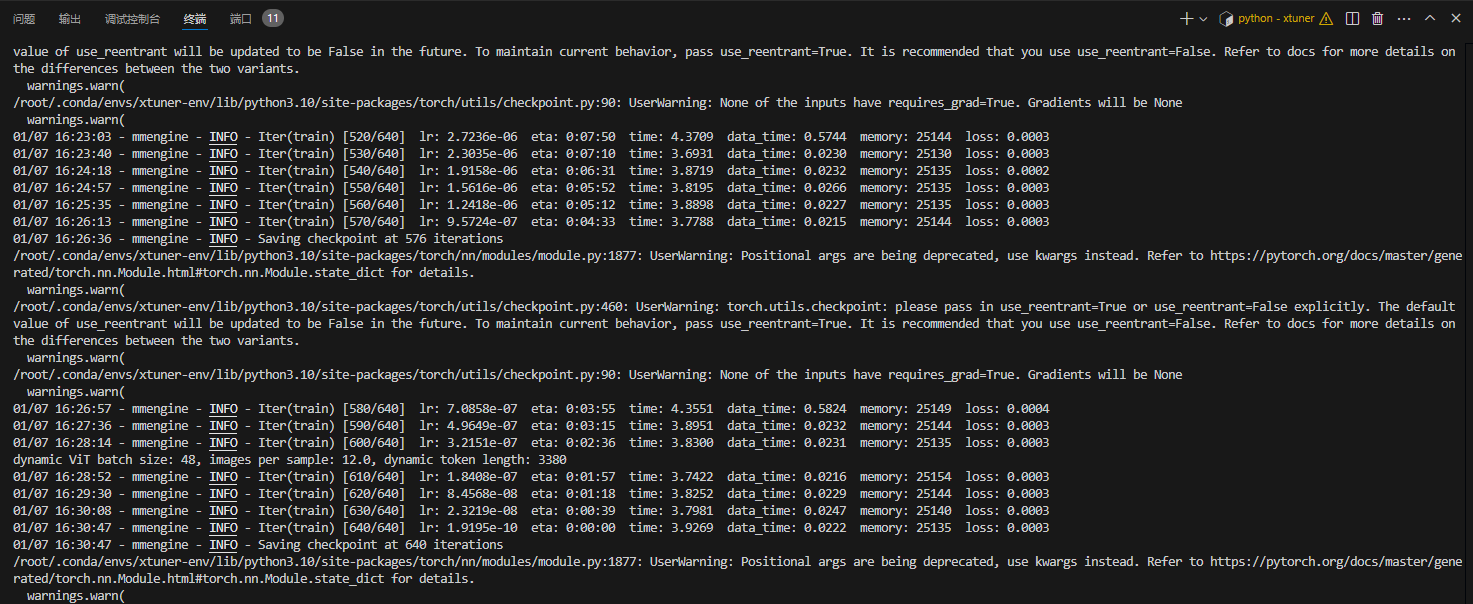 问题 输出 调试控制台 终端 端口 11 python - xtuner
value of use_reentrant will be updated to be False in the future. To maintain current behavior, pass use_reentrant=True. It is recommended that you use use_reentrant=False. Refer to docs for more details on
the differences between the two variants.
warnings.warn(
/root/.conda/envs/xtuner-env/lib/python3.10/site-packages/torch/utils/checkpoint.py:90: UserWarning: None of the inputs have requires_grad=True. Gradients will be None
warnings.warn(
01/07 16:23:03 - mmengine - INFO - Iter(train) [520/640] lr: 2.7236e-06 eta: 0:07:50 time: 4.3709 data_time: 0.5744 memory: 25144 loss: 0.0003
01/07 16:23:40 - mmengine - INFO - Iter(train) [530/640] lr: 2.3035e-06 eta: 0:07:10 time: 3.6931 data_time: 0.0230 memory: 25130 loss: 0.0003
01/07 16:24:18 - mmengine - INFO - Iter(train) [540/640] lr: 1.9158e-06 eta: 0:06:31 time: 3.8719 data_time: 0.0232 memory: 25135 loss: 0.0002
01/07 16:24:57 - mmengine - INFO - Iter(train) [550/640] lr: 1.5616e-06 eta: 0:05:52 time: 3.8195 data_time: 0.0266 memory: 25135 loss: 0.0003
01/07 16:25:35 - mmengine - INFO - Iter(train) [560/640] lr: 1.2418e-06 eta: 0:05:12 time: 3.8898 data_time: 0.0227 memory: 25135 loss: 0.0003
01/07 16:26:13 - mmengine - INFO - Iter(train) [570/640] lr: 9.5724e-07 eta: 0:04:33 time: 3.7788 data_time: 0.0215 memory: 25144 loss: 0.0003
01/07 16:26:36 - mmengine - INFO - Saving checkpoint at 576 iterations
/root/.conda/envs/xtuner-env/lib/python3.10/site-packages/torch/nn/modules/module.py:1877: UserWarning: Positional args are being deprecated, use kwargs instead. Refer to https://pytorch.org/docs/master/gene
rated/torch.nn.Module.html#torch.nn.Module.state_dict for details.
warnings.warn(
/root/.conda/envs/xtuner-env/lib/python3.10/site-packages/torch/utils/checkpoint.py:460: UserWarning: torch.utils.checkpoint: please pass in use_reentrant=True or use_reentrant=False explicitly. The default
value of use_reentrant will be updated to be False in the future. To maintain current behavior, pass use_reentrant=True. It is recommended that you use use_reentrant=False. Refer to docs for more details on
the differences between the two variants.
warnings.warn(
/root/.conda/envs/xtuner-env/lib/python3.10/site-packages/torch/utils/checkpoint.py:90: UserWarning: None of the inputs have requires_grad=True. Gradients will be None
warnings.warn(
01/07 16:26:57 - mmengine - INFO - Iter(train) [580/640] lr: 7.0858e-07 eta: 0:03:55 time: 4.3551 data_time: 0.5824 memory: 25149 loss: 0.0004
01/07 16:27:36 - mmengine - INFO - Iter(train) [590/640] lr: 4.9649e-07 eta: 0:03:15 time: 3.8951 data_time: 0.0232 memory: 25144 loss: 0.0003
01/07 16:28:14 - mmengine - INFO - Iter(train) [600/640] lr: 3.2151e-07 eta: 0:02:36 time: 3.8300 data_time: 0.0231 memory: 25135 loss: 0.0003
dynamic ViT batch size: 48, images per sample: 12.0, dynamic token length: 3380
01/07 16:28:52 - mmengine - INFO - Iter(train) [610/640] lr: 1.8408e-07 eta: 0:01:57 time: 3.7422 data_time: 0.0216 memory: 25154 loss: 0.0003
01/07 16:29:30 - mmengine - INFO - Iter(train) [620/640] lr: 8.4568e-08 eta: 0:01:18 time: 3.8252 data_time: 0.0229 memory: 25144 loss: 0.0003
01/07 16:30:08 - mmengine - INFO - Iter(train) [630/640] lr: 2.3219e-08 eta: 0:00:39 time: 3.7981 data_time: 0.0247 memory: 25140 loss: 0.0003
01/07 16:30:47 - mmengine - INFO - Iter(train) [640/640] lr: 1.9195e-10 eta: 0:00:00 time: 3.9269 data_time: 0.0222 memory: 25135 loss: 0.0003
01/07 16:30:47 - mmengine - INFO - Saving checkpoint at 640 iterations
/root/.conda/envs/xtuner-env/lib/python3.10/site-packages/torch/nn/modules/module.py:1877: UserWarning: Positional args are being deprecated, use kwargs instead. Refer to https://pytorch.org/docs/master/gene
rated/torch.nn.Module.html#torch.nn.Module.state_dict for details.
warnings.warn(